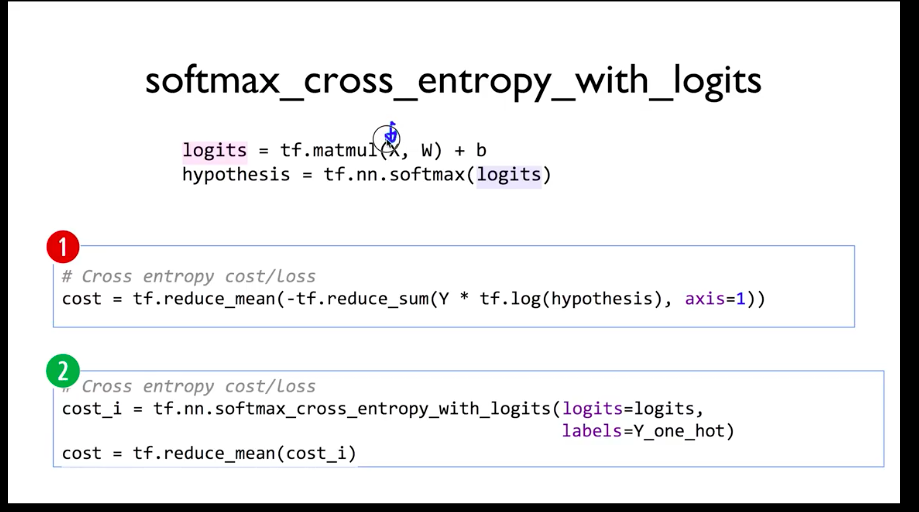 softmax_cross_entropy_with_logits
logits = tf.matmul(X, W) + b
hypothesis = tf.nn.softmax(logits)
1
# Cross entropy cost/loss
cost = tf.reduce_mean(-tf.reduce_sum(Y * tf.log(hypothesis), axis=1))
2
# Cross entropy cost/loss
cost_i = tf.nn.softmax_cross_entropy_with_logits(logits=logits,
labels=Y_one_hot)
cost = tf.reduce_mean(cost_i)